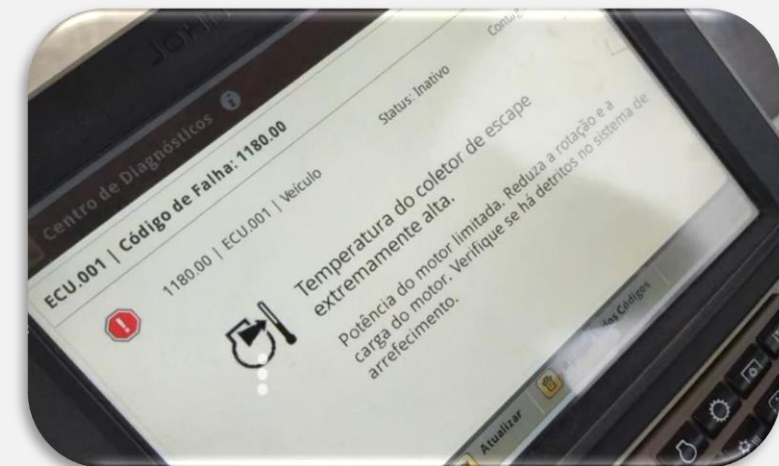 Centro de Diagnósticos
ECU.001 | Código de Falha: 1180.00
1180.00 | ECU.001 | Veículo
Status: Inativo
Temperatura do coletor de escape
extremamente alta.
Potência do motor limitada. Reduza a rotação e a
carga do motor. Verifique se há detritos no sistema de
arrefecimento.
Atualizar
Códigos